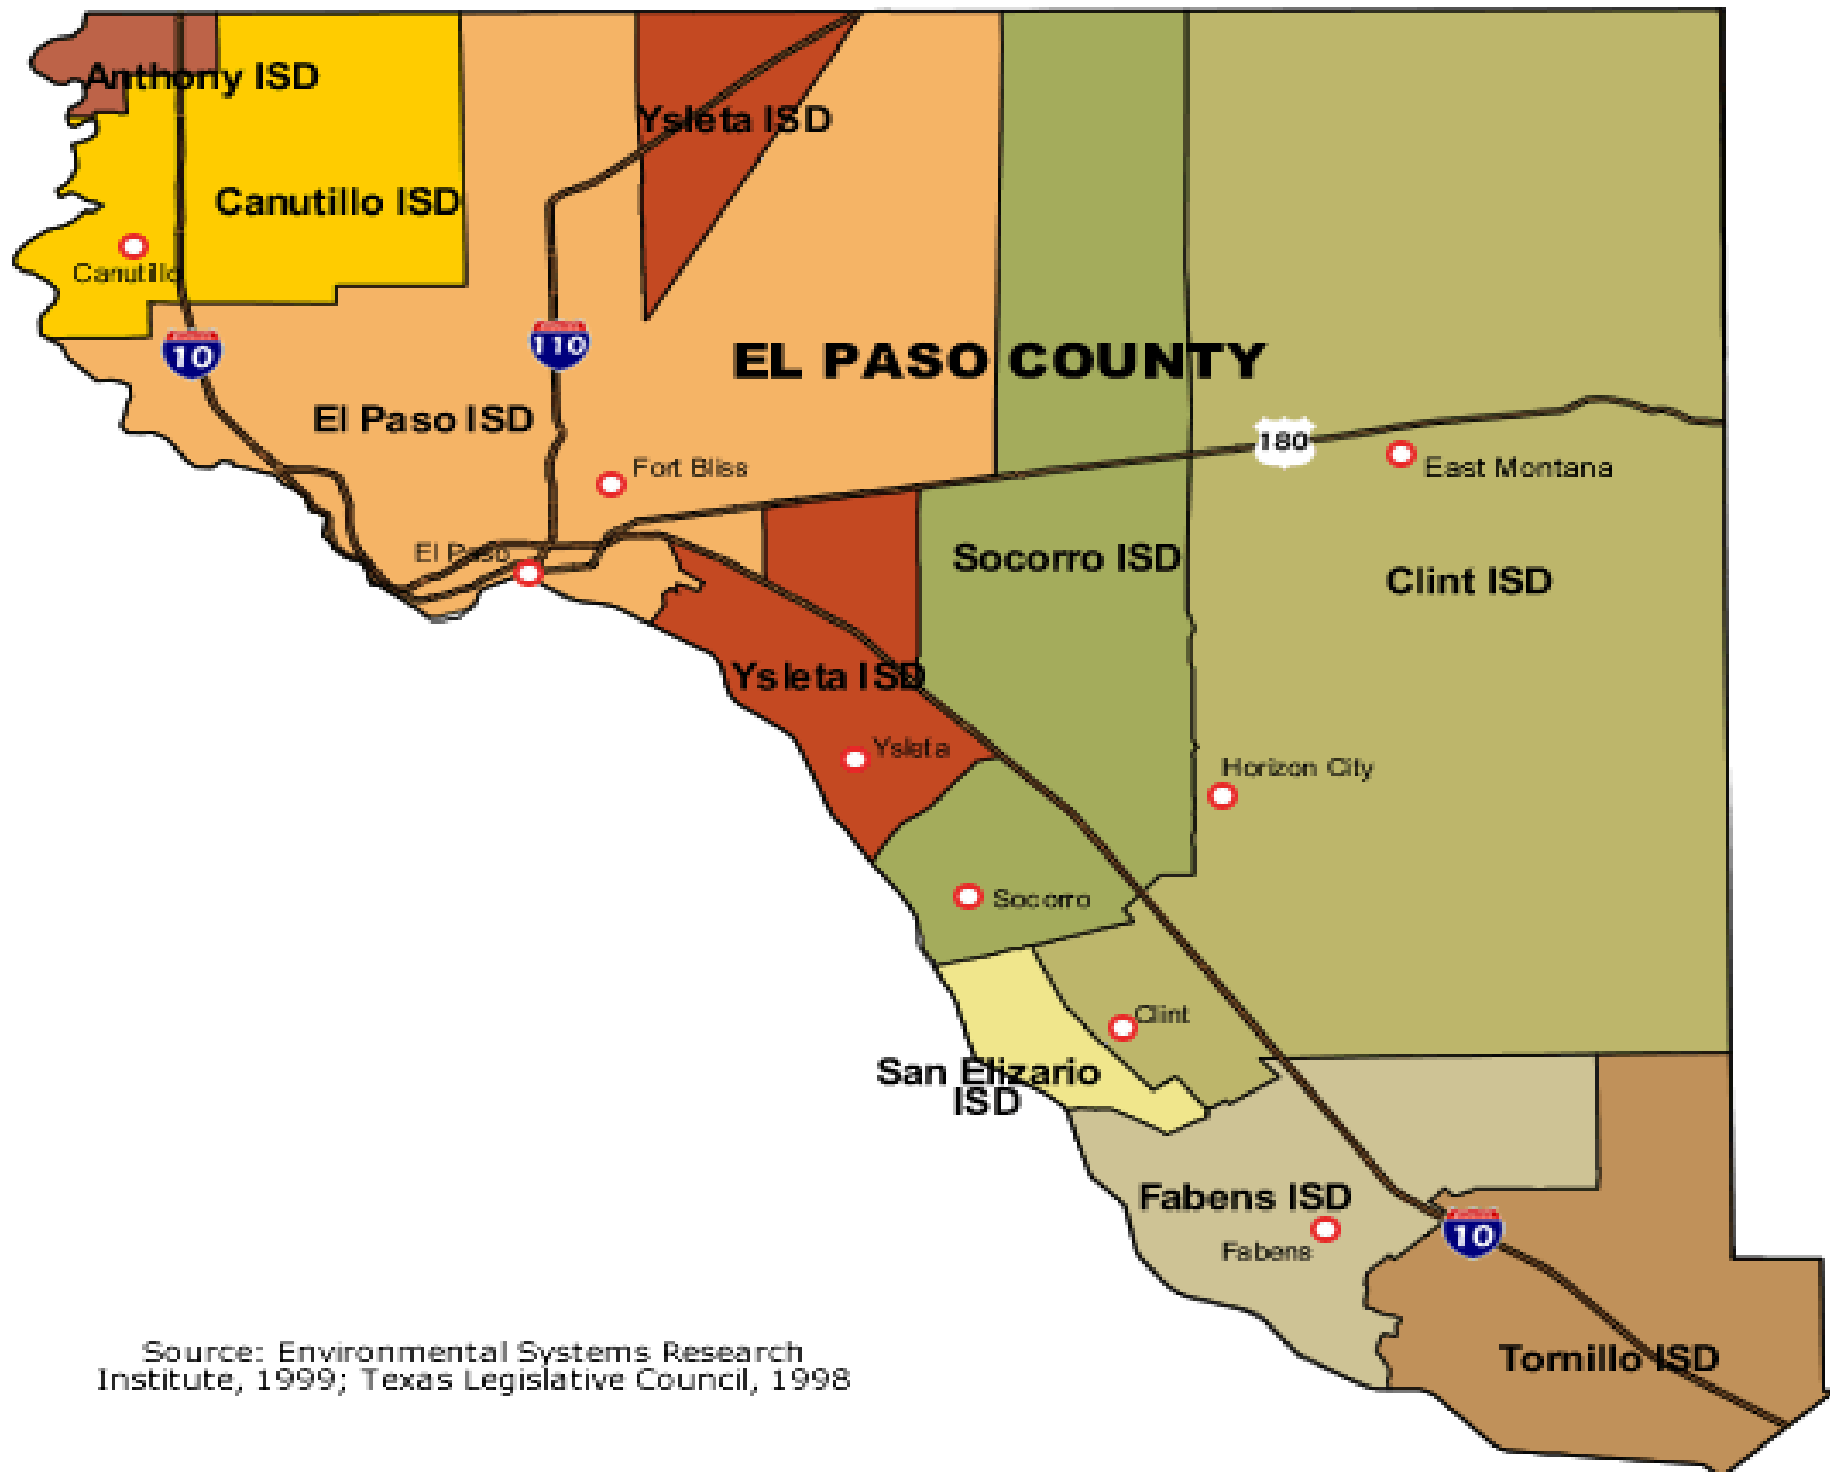 Anthony ISD
Ysleta ISD
Canutillo ISD
Canutillo
10
110
EL PASO COUNTY
El Paso ISD
180
Fort Bliss
East Montana
El Paso
Socorro ISD
Clint ISD
Ysleta ISD
Ysleta
Horizon City
Socorro
Clint
San Elizario
ISD
Fabens ISD
10
Fabens
Tornillo ISD
Source: Environmental Systems Research
Institute, 1999; Texas Legislative Council, 1998